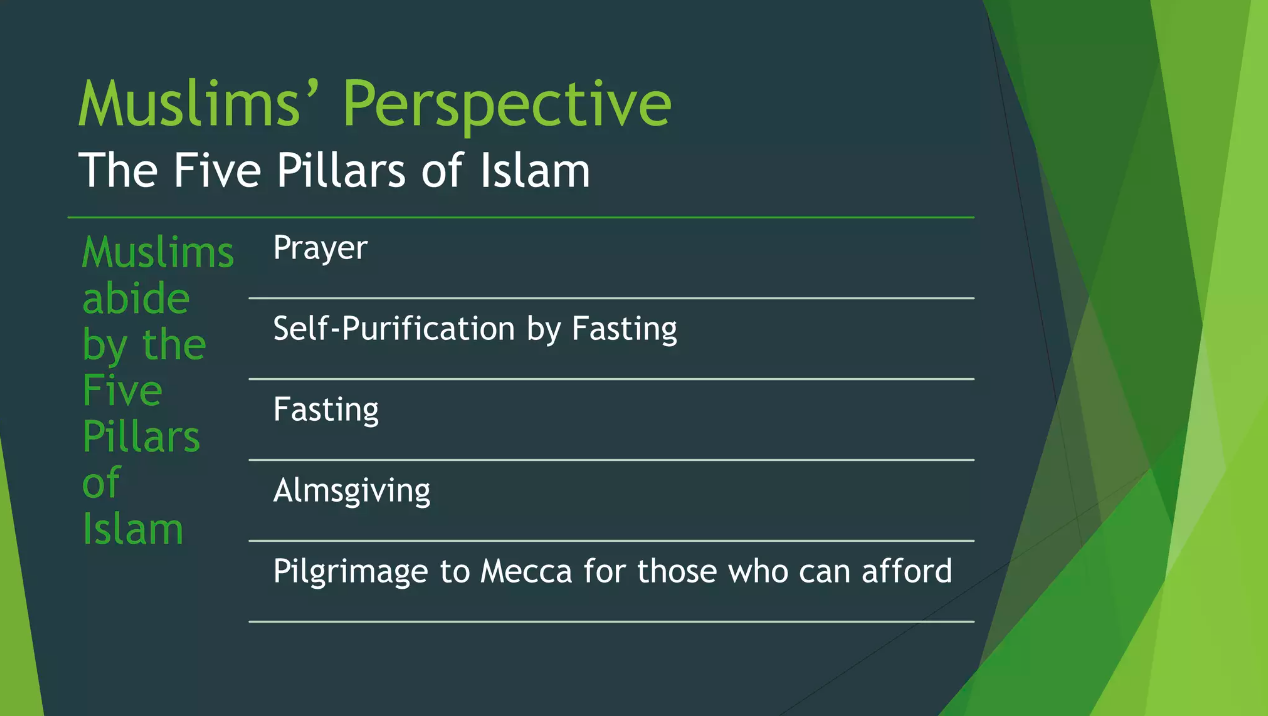 Muslims’ Perspective
The Five Pillars of Islam
Muslims
abide
by the
Five
Pillars
of
Islam
Prayer
Self-Purification by Fasting
Fasting
Almsgiving
Pilgrimage to Mecca for those who can afford